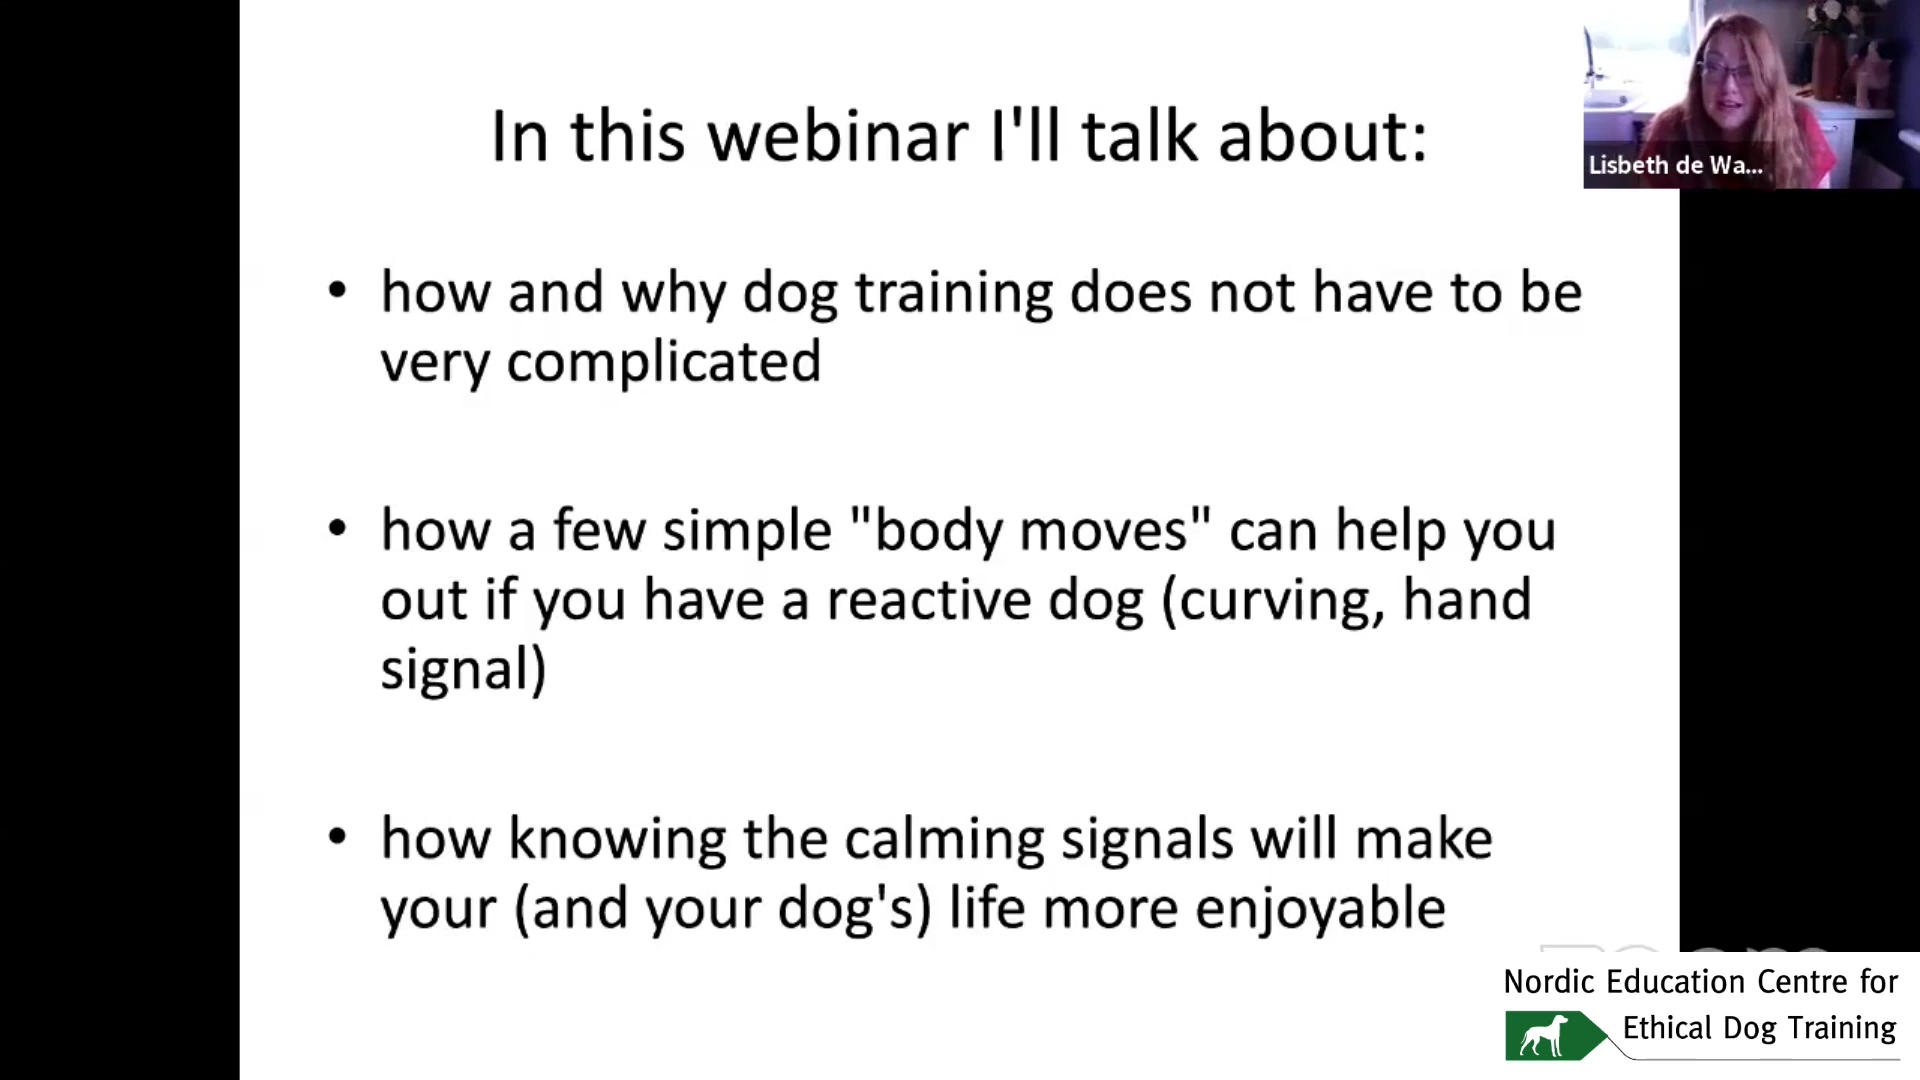 In this webinar I'll talk about:
Lisbeth de Wa...
• how and why dog training does not have to be
very complicated
• how a few simple "body moves" can help you
out if you have a reactive dog (curving, hand
signal)
• how knowing the calming signals will make
your (and your dog's) life more enjoyable
Nordic Education Centre for
Ethical Dog Training